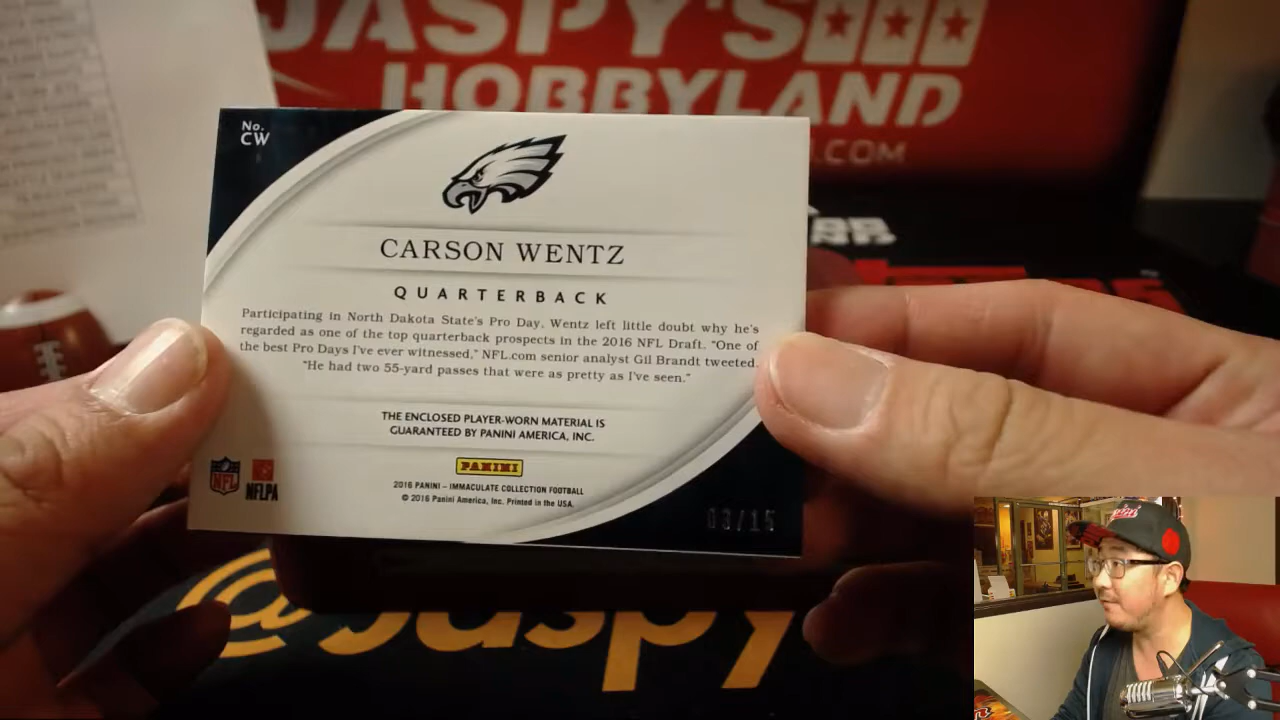 JASPY'S
HOBBYLAND
.COM
No.
CW
CARSON WENTZ
QUARTERBACK
Participating in North Dakota State's Pro Day, Wentz left little doubt why he's
regarded as one of the top quarterback prospects in the 2016 NFL Draft. "One of
the best Pro Days I've ever witnessed," NFL.com senior analyst Gil Brandt tweeted.
"He had two 55-yard passes that were as pretty as I've seen."
THE ENCLOSED PLAYER-WORN MATERIAL IS
GUARANTEED BY PANINI AMERICA, INC.
PANINI
NFL
NFLPA
2016 PANINI – IMMACULATE COLLECTION FOOTBALL
© 2016 Panini America, Inc. Printed in the USA.
03/15
@Jaspy